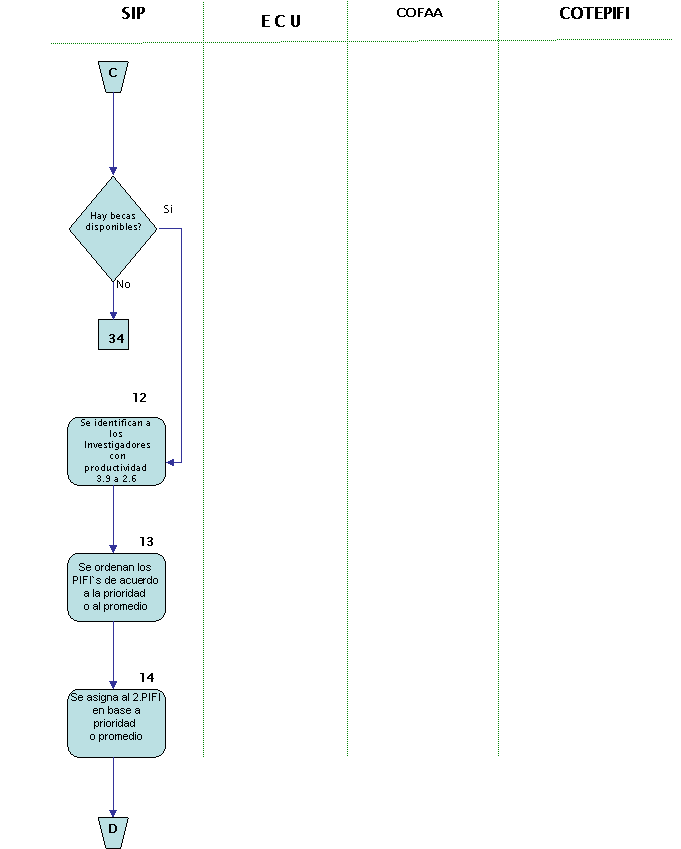 SIP
E C U
COFAA
COTEPIFI
C
Hay becas
disponibles?
Si
No
34
12
Se identifican a
los
Investigadores
con
productividad
3.9 a 2.6
13
Se ordenan los
PIFI`s de acuerdo
a la prioridad
o al promedio
14
Se asigna al 2.PIFI
en base a
prioridad
o promedio
D